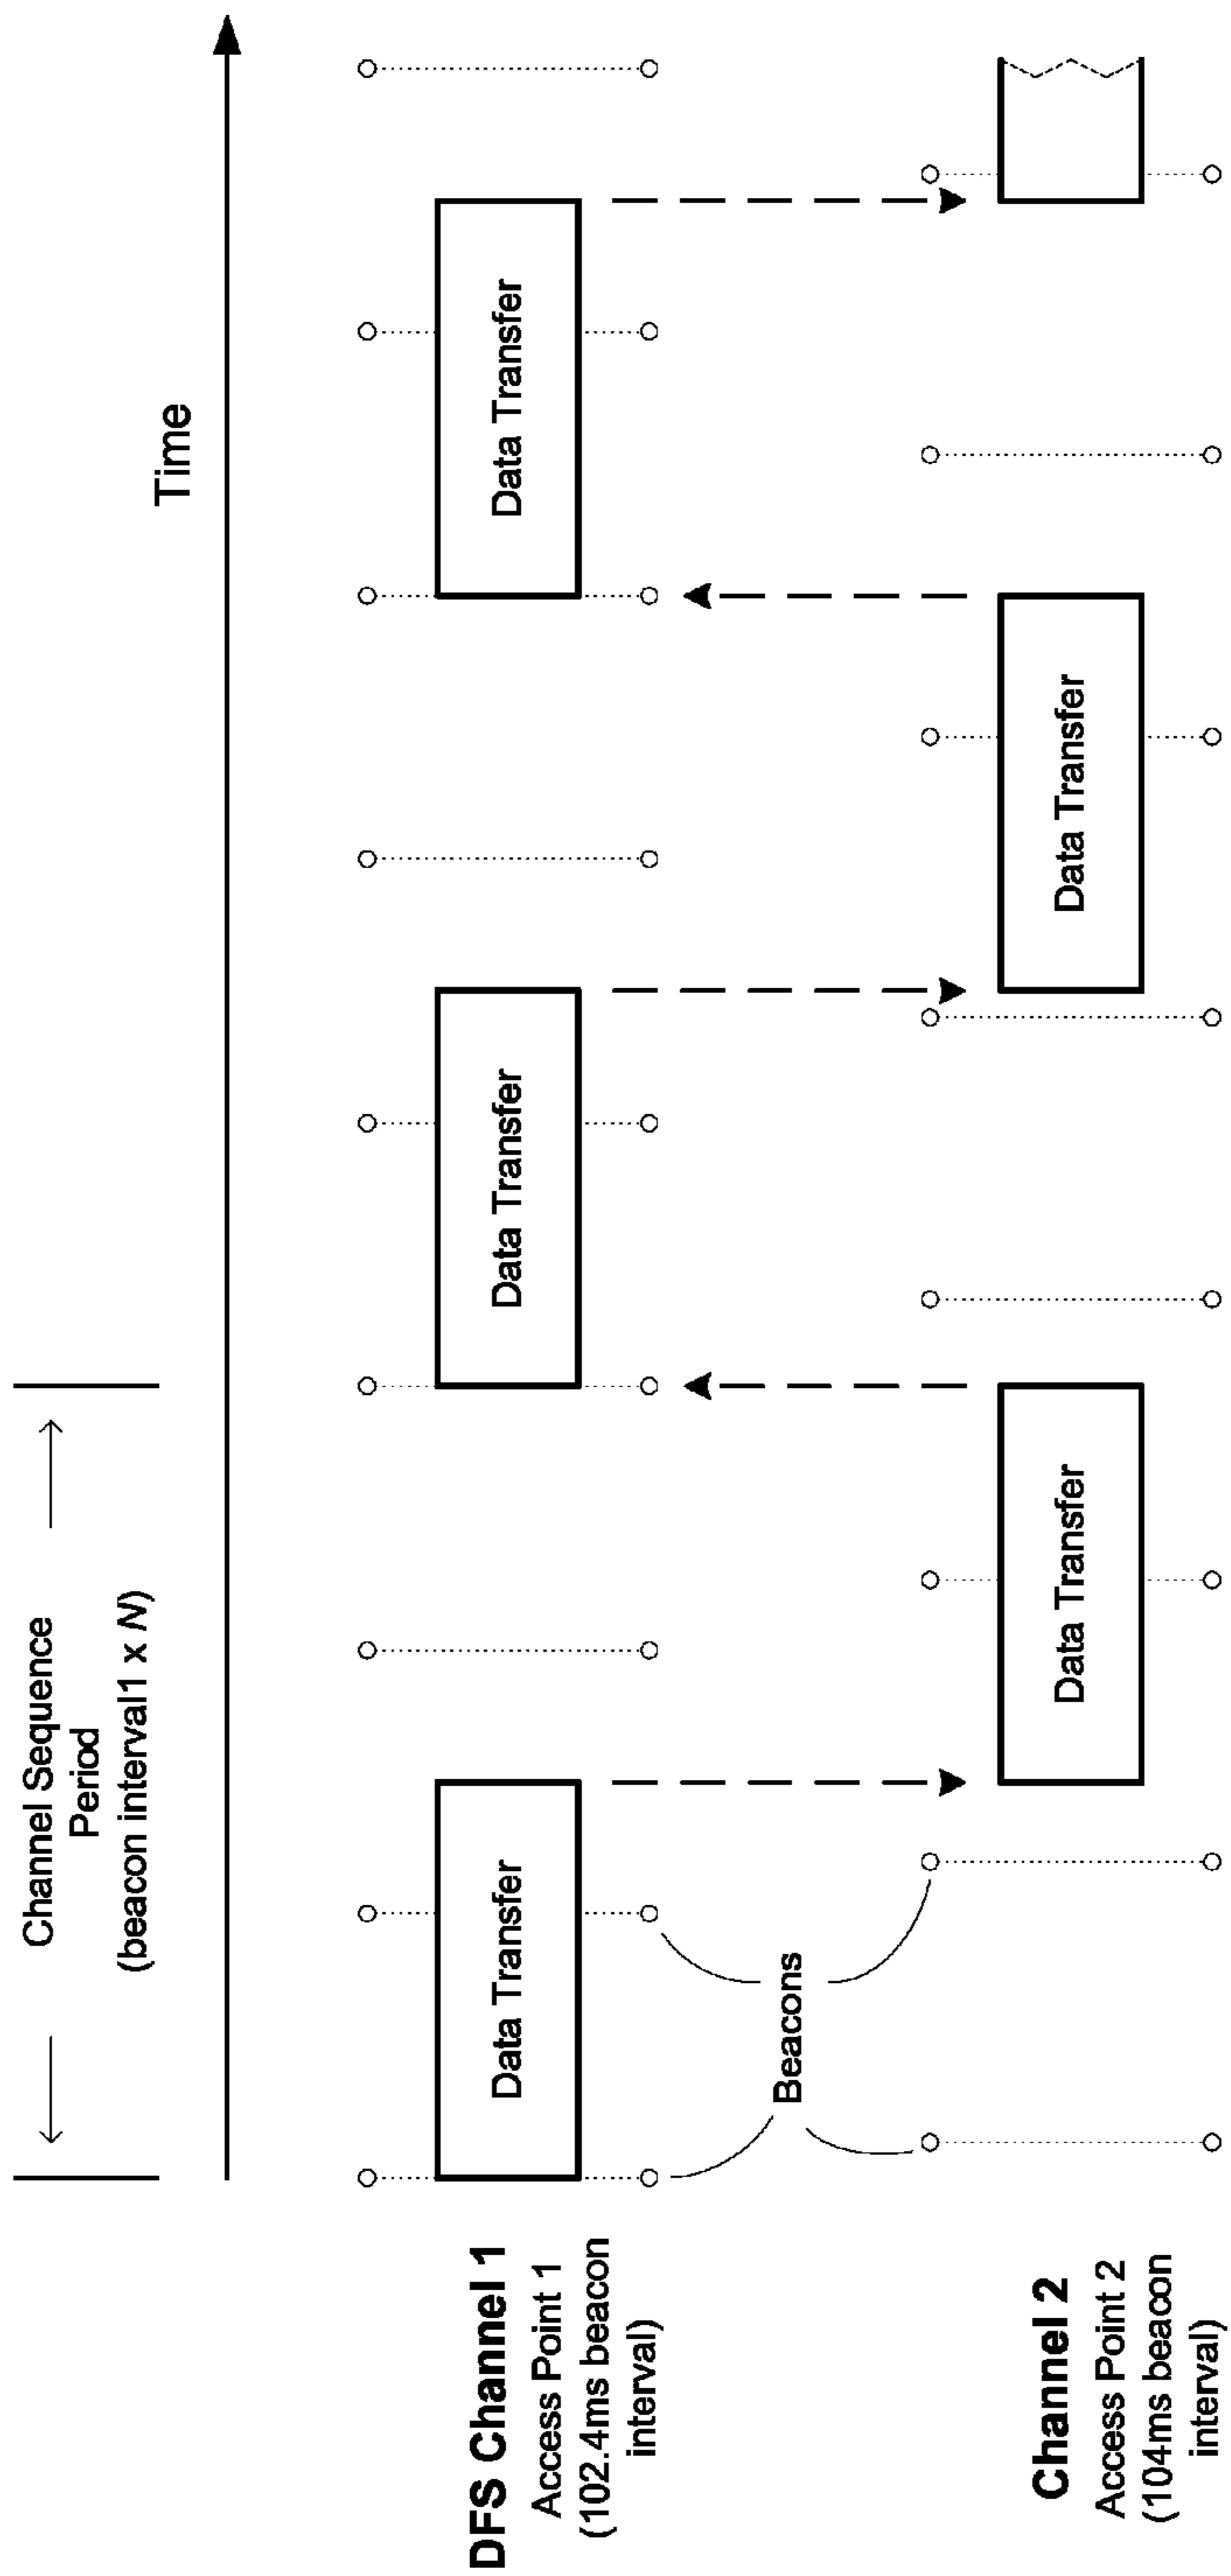 Channel Sequence
Period
(beacon interval1 x N)
Time
DFS Channel 1
Access Point 1
(102.4ms beacon
interval)
Data Transfer
Data Transfer
Data Transfer
Beacons
Channel 2
Access Point 2
(104ms beacon
interval)
Data Transfer
Data Transfer